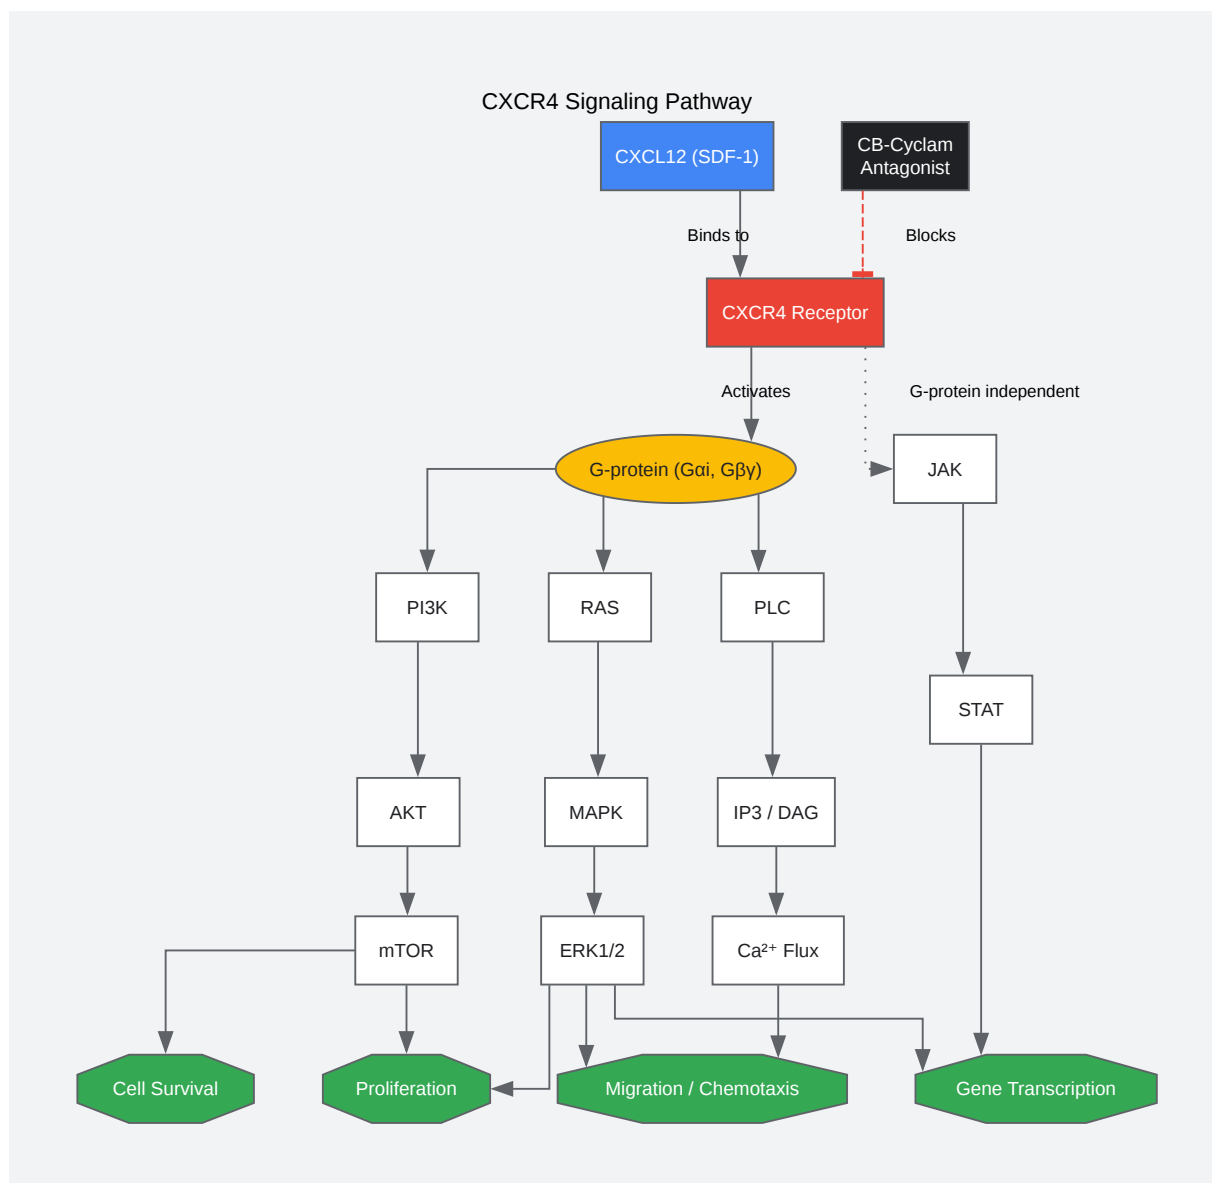 CXCR4 Signaling Pathway
CXCL12 (SDF-1)
CB-Cyclam
Antagonist
Binds to
Blocks
CXCR4 Receptor
Activates
G-protein independent
G-protein (Gαi, Gβγ)
JAK
PI3K
RAS
PLC
STAT
AKT
MAPK
IP3 / DAG
mTOR
ERK1/2
Ca²⁺ Flux
Cell Survival
Proliferation
Migration / Chemotaxis
Gene Transcription